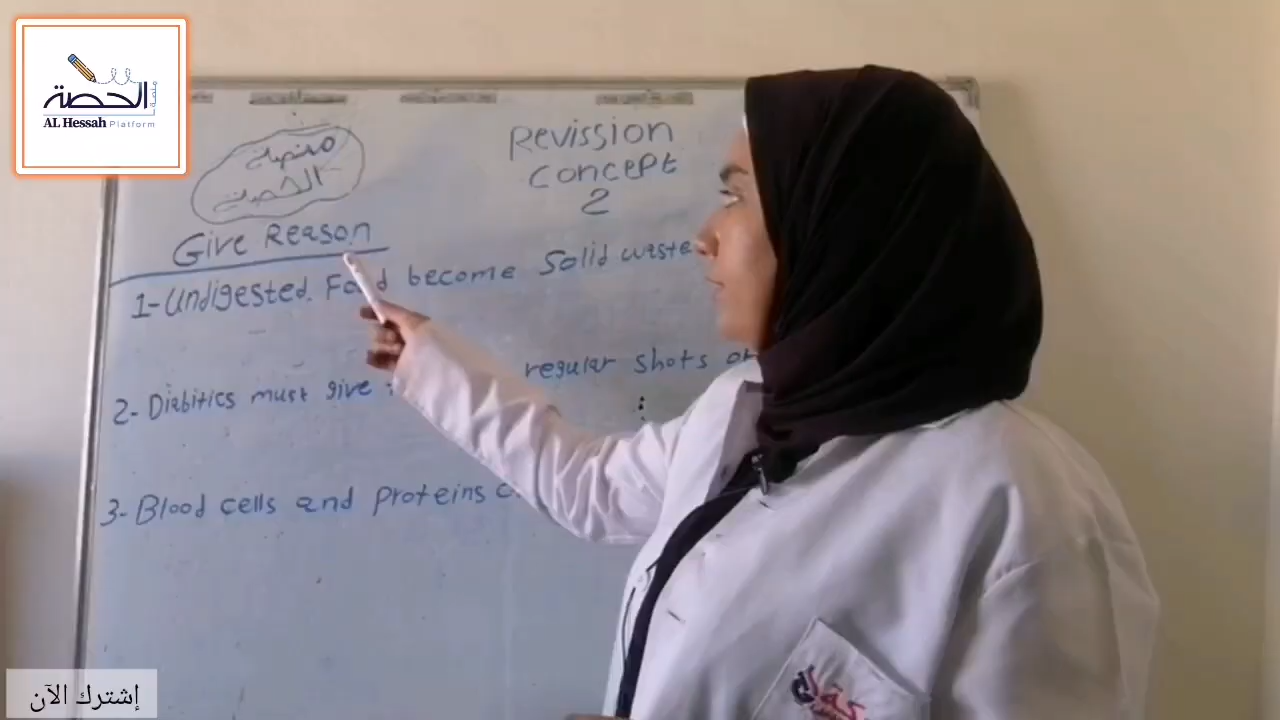 منصة الحصة
AL Hessah Platform
منصة
الحصة
Revission
Concept
2
Give Reason
1- Undigested Food become Solid waste
2- Diabitics must give regular shots of
3- Blood cells and proteins c
إشترك الآن